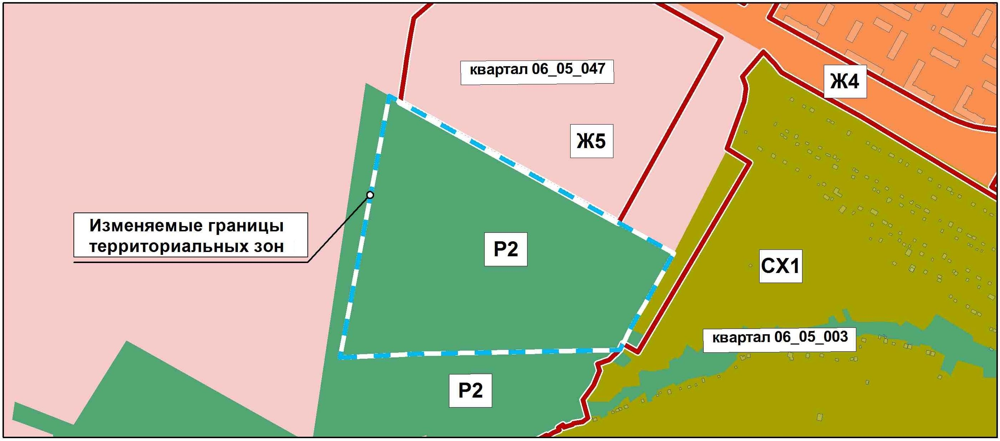 квартал 06_05_047
Ж4
Ж5
Изменяемые границы
территориальных зон
Р2
СХ1
квартал 06_05_003
Р2